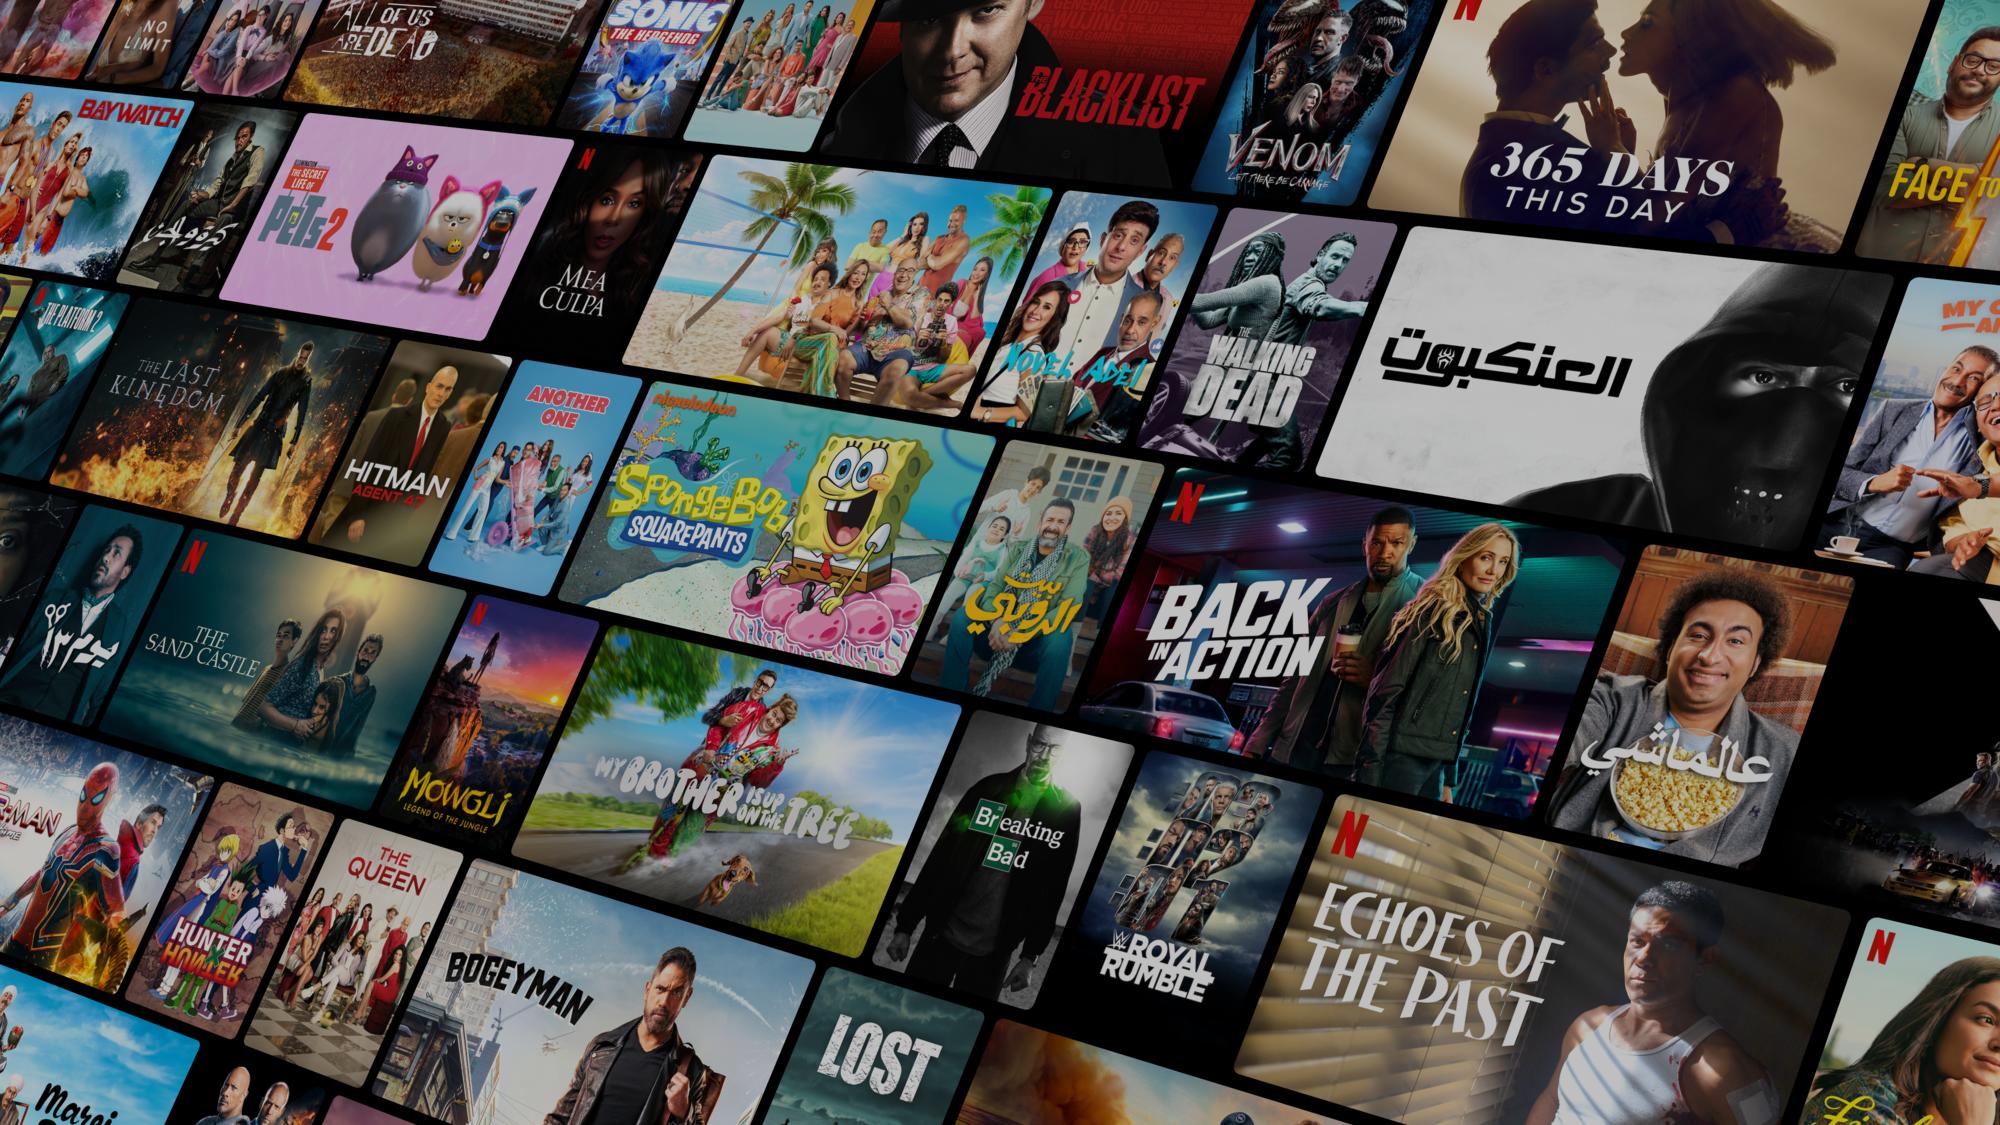 NO
LIMIT
ALL OF US
ARE DEAD
SONIC
THE HEDGEHOG
THE
BLACKLIST
VENOM
LET THERE BE CARNAGE
N
365 DAYS
THIS DAY
FACE TO
BAYWATCH
ILLUMINATION
THE SECRET
LIFE OF
PETS 2
N
MEA
CULPA
NOVEL ADEL
THE
WALKING
DEAD
العنكبوت
MY
THE PLATFORM 2
THE LAST
KINGDOM
HITMAN
AGENT 47
ANOTHER
ONE
nickelodeon
SPONGEBOB
SQUAREPANTS
بيت
الروبي
N
BACK
IN ACTION
عالماشي
يوم ١٣
N
THE
SAND CASTLE
N
MOWGLI
LEGEND OF THE JUNGLE
MY BROTHER IS UP ON THE TREE
Breaking
Bad
ROYAL
RUMBLE
N
ECHOES OF
THE PAST
N
R-MAN
HUNTER
HUNTER
THE
QUEEN
BOGEYMAN
LOST